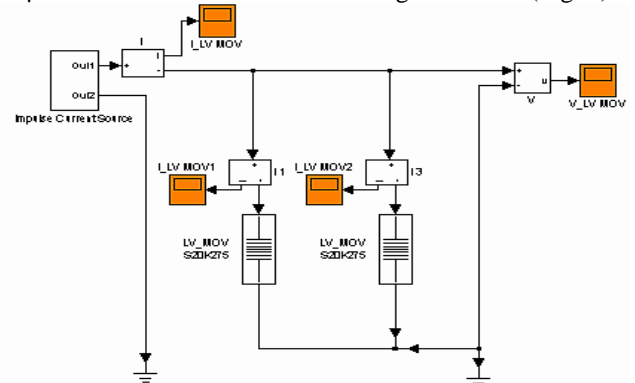 I
I_LV MOV
Out1
Out2
Impulse Current Source
+
-
i
+
-
v
V
V_LV MOV
I_LV MOV1
I1
I_LV MOV2
I3
LV_MOV
S20K275
LV_MOV
S20K275